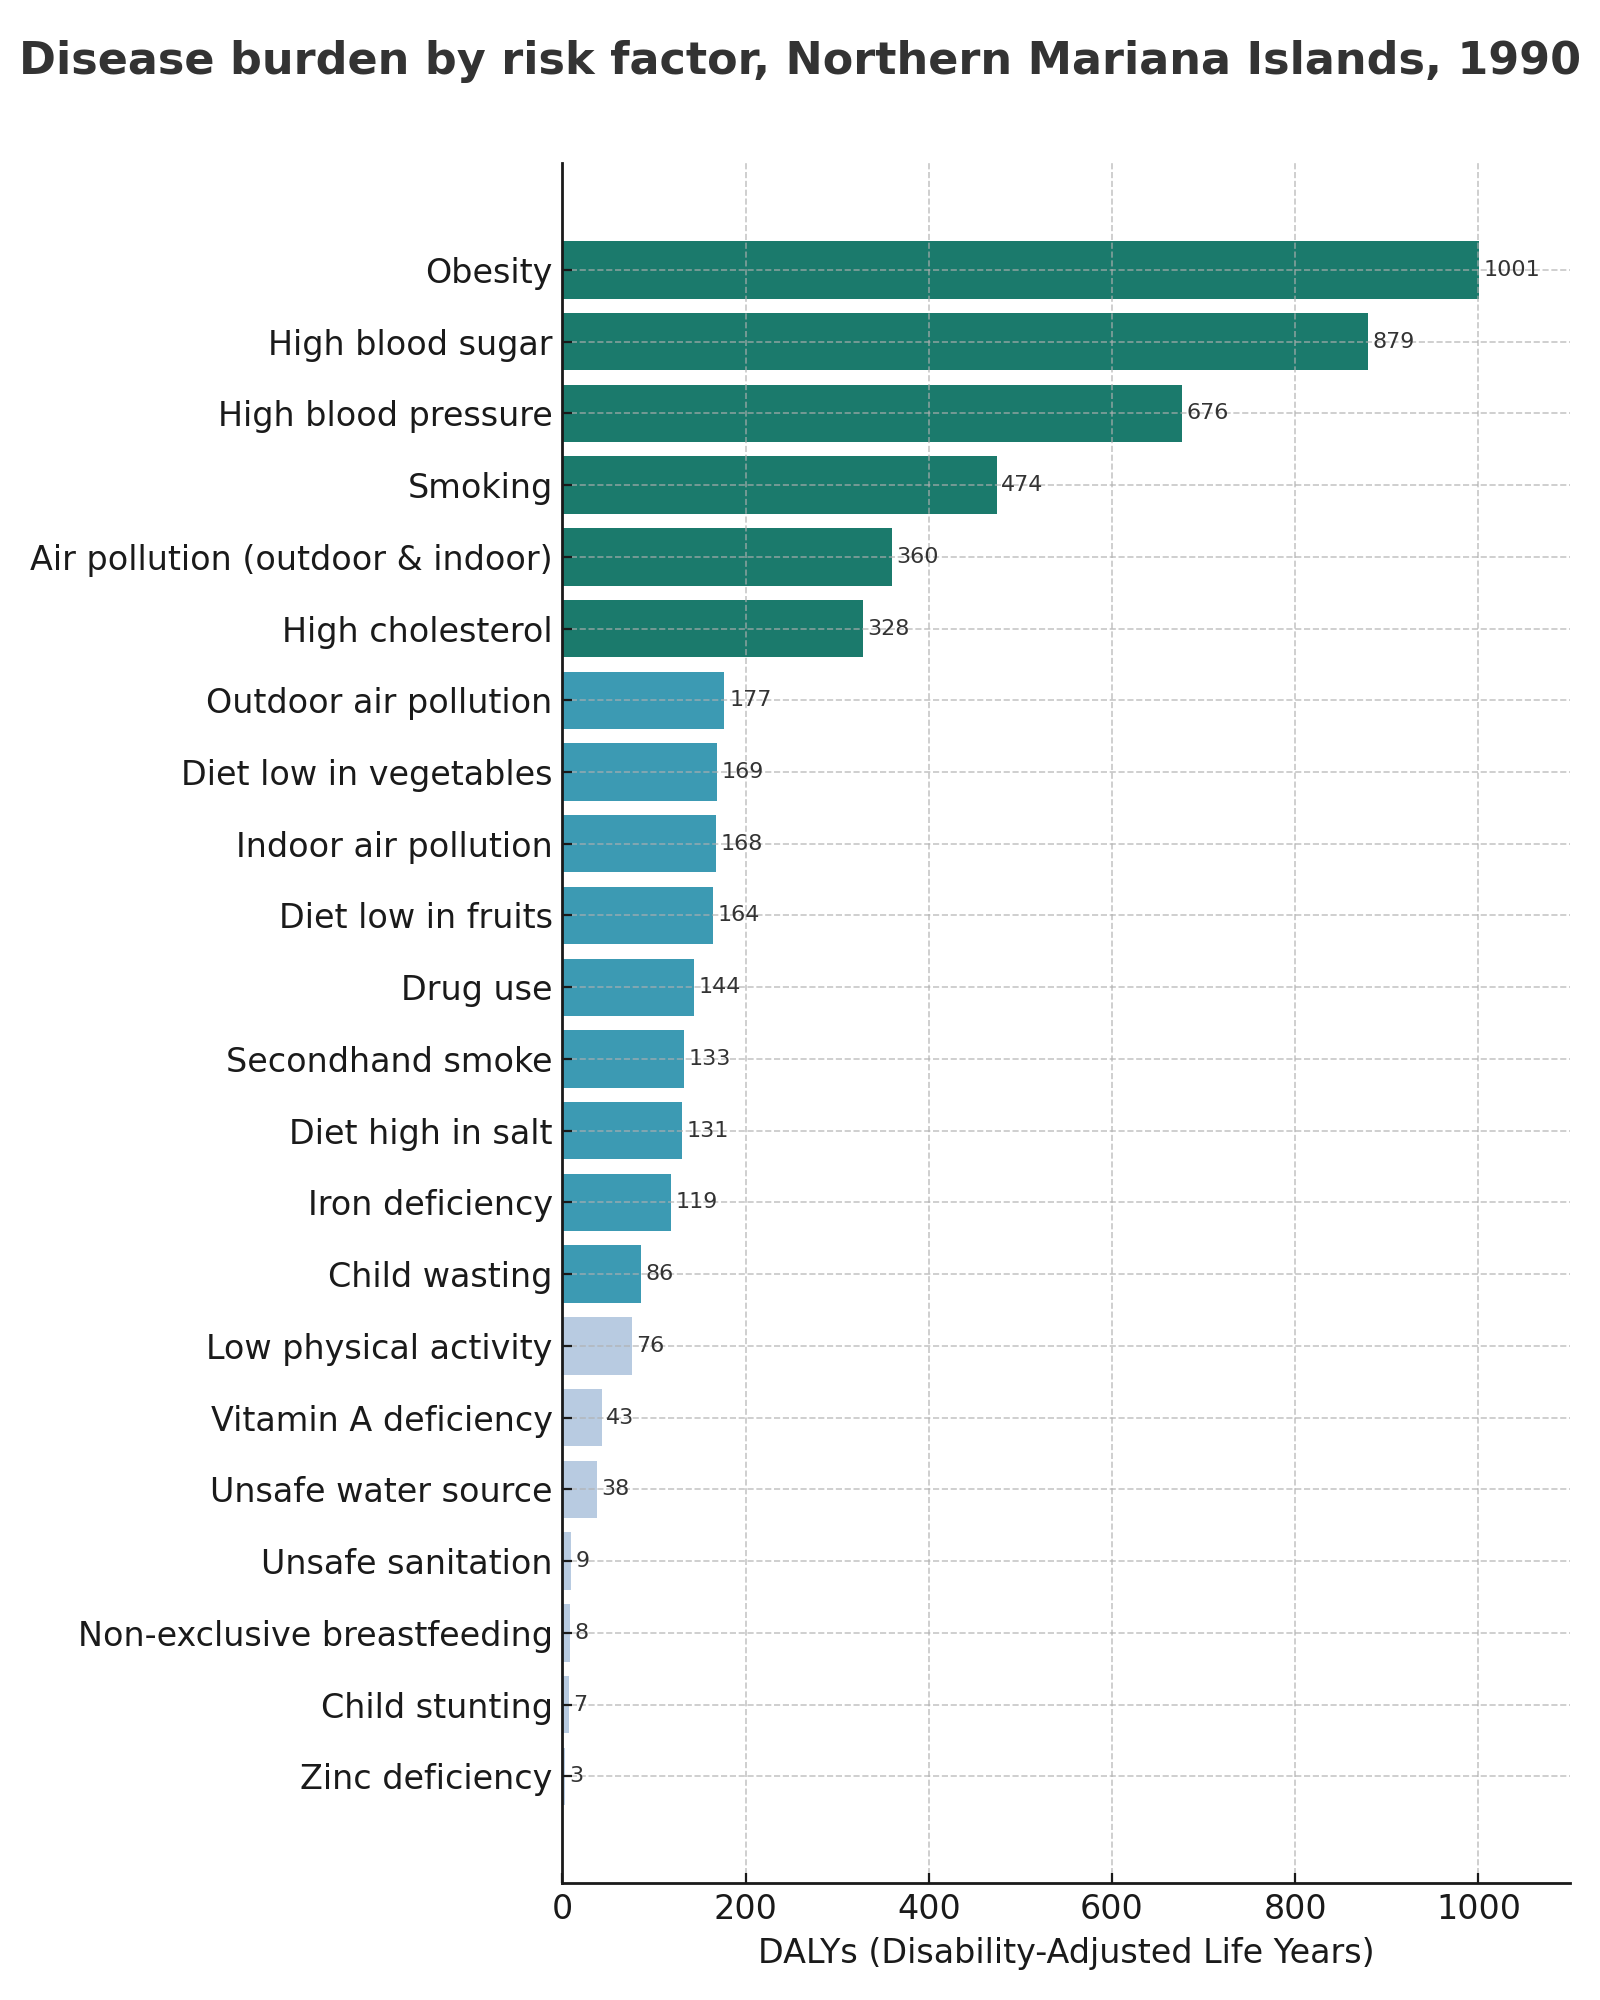 Disease burden by risk factor, Northern Mariana Islands, 1990
Obesity 1001
High blood sugar 879
High blood pressure 676
Smoking 474
Air pollution (outdoor & indoor) 360
High cholesterol 328
Outdoor air pollution 177
Diet low in vegetables 169
Indoor air pollution 168
Diet low in fruits 164
Drug use 144
Secondhand smoke 133
Diet high in salt 131
Iron deficiency 119
Child wasting 86
Low physical activity 76
Vitamin A deficiency 43
Unsafe water source 38
Unsafe sanitation 9
Non-exclusive breastfeeding 8
Child stunting 7
Zinc deficiency 3
0 200 400 600 800 1000
DALYs (Disability-Adjusted Life Years)